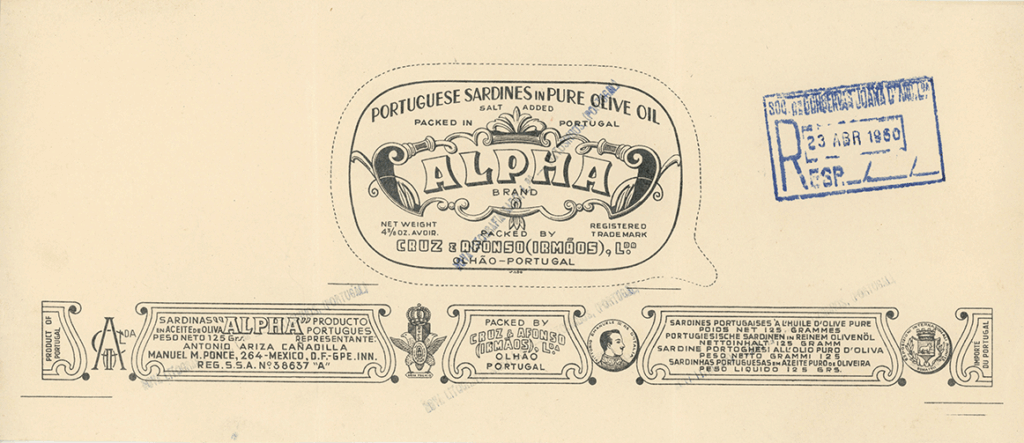 PORTUGUESE SARDINES IN PURE OLIVE OIL
SALT ADDED
PACKED IN PORTUGAL
ALPHA
BRAND
NET WEIGHT
4⅜ OZ. AVOIR.
REGISTERED
TRADE MARK
PACKED BY
CRUZ & AFONSO (IRMÃOS), L.DA
OLHÃO-PORTUGAL
SOC. DE CONSERVAS JOANA D'ARC, L.DA
R
23 ABR 1960
ESP.
PRODUCT OF
PORTUGAL
LDA
SARDINAS "ALPHA" PRODUCTO
EN ACEITE DE OLIVA PORTUGUES
PESO NETO 125 Grs. REPRESENTANTE:
ANTONIO ARIZA CAÑADILLA
MANUEL M. PONCE, 264-MEXICO, D.F.-GPE. INN.
REG. S.S.A. Nº 38637 "A"
PACKED BY
CRUZ & AFONSO
(IRMÃOS), L.DA
OLHÃO
PORTUGAL
SARDINES PORTUGAISES À L'HUILE D'OLIVE PURE
POIDS NET 125 GRAMMES
PORTUGIESISCHE SARDINEN IN REINEM OLIVENÖL
NETTOINHALT 125 GRAMM
SARDINE PORTOGHESI ALL'OLIO PURO D'OLIVA
PESO NETTO GRAMMI 125
SARDINHAS PORTUGUESAS EM AZEITE PURO DE OLIVEIRA
PESO LIQUIDO 125 GRS.
IMPORTÉ
DU PORTUGAL